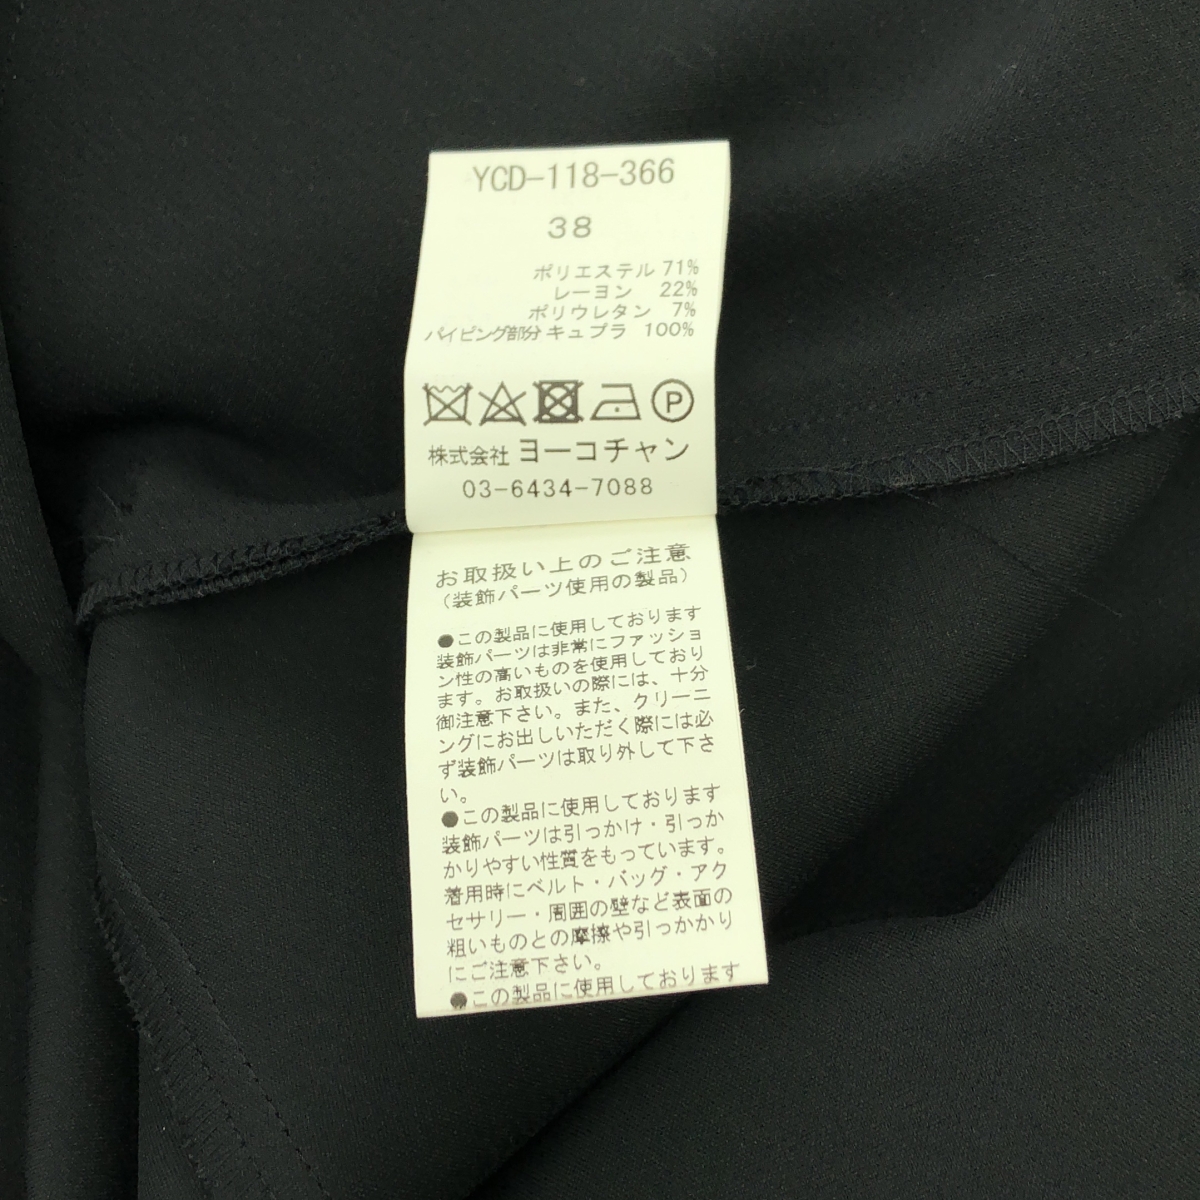 YCD-118-366
38
ポリエステル 71%
レーヨン 22%
ポリウレタン 7%
パイピング部分 キュプラ 100%
P
株式会社 ヨーコチャン
03-6434-7088
お取扱い上のご注意
(装飾パーツ使用の製品)
●この製品に使用しております
装飾パーツは非常にファッショ
ン性の高いものを使用しており
ます。お取扱いの際には、十分
御注意下さい。また、クリーニ
ングにお出しいただく際には必
ず装飾パーツは取り外して下さ
い。
●この製品に使用しております
装飾パーツは引っかけ・引っか
かりやすい性質をもっています。
着用時にベルト・バッグ・アク
セサリー・周囲の壁など表面の
粗いものとの摩擦や引っかかり
にご注意下さい。
●この製品に使用しております